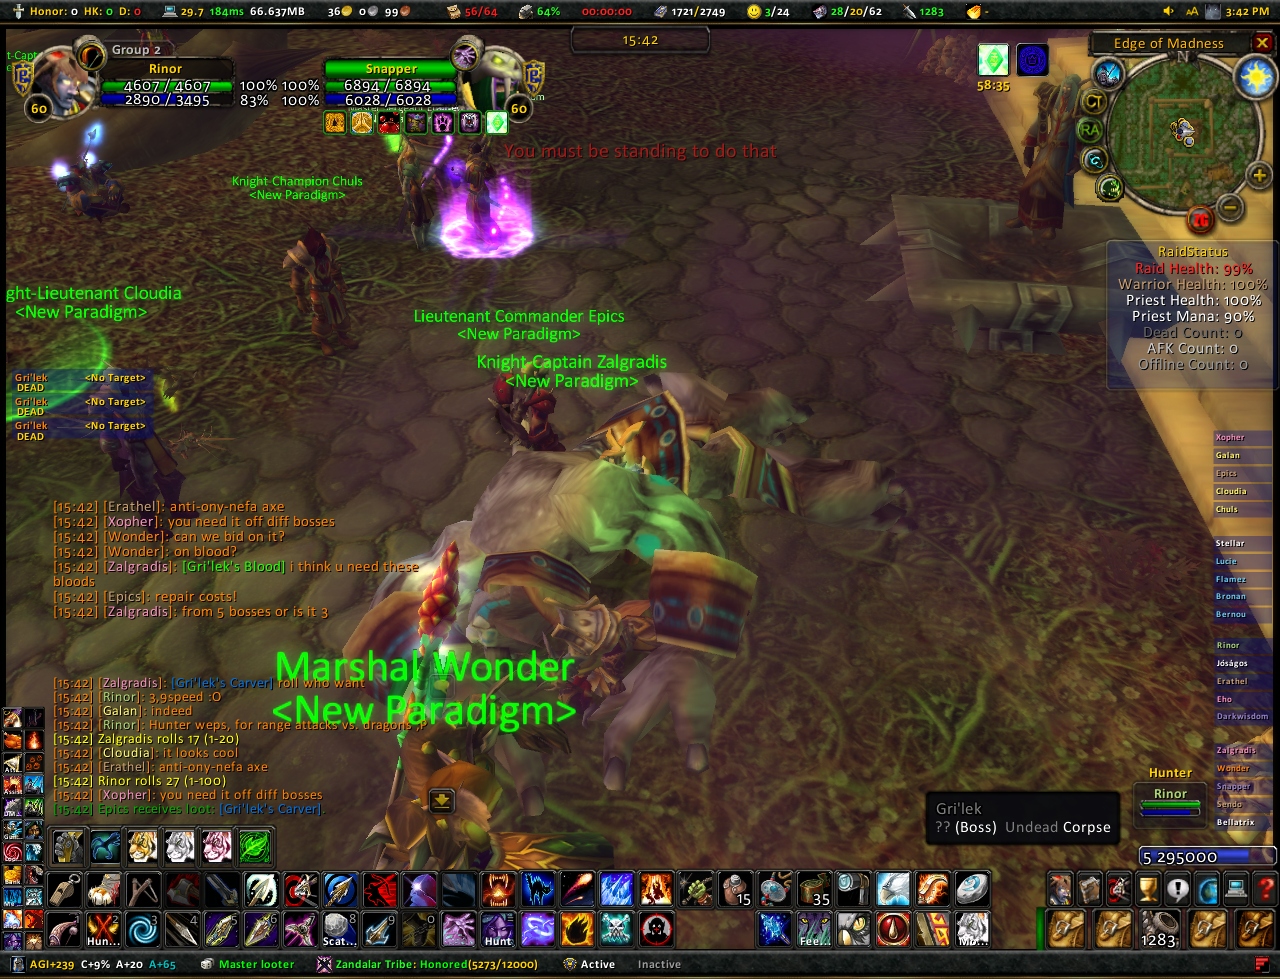 Honor: 0 HK: 0 D: 0 29.7 184ms 66.637MB 36 0 99 56/64 64% 00:00:00 1721/2749 3/24 28/20/62 1283 - 3:42 PM
15:42
Edge of Madness
N
Group 2
Rinor
4607 / 4607 100% 100%
2890 / 3495 83% 100%
60
Snapper
6894 / 6894
6028 / 6028
60
58:35
CT
RA
You must be standing to do that
Knight-Champion Chuls
<New Paradigm>
RaidStatus
Raid Health: 99%
Warrior Health: 100%
Priest Health: 100%
Priest Mana: 90%
Dead Count: 0
AFK Count: 0
Offline Count: 0
ght-Lieutenant Cloudia
<New Paradigm>
Lieutenant Commander Epics
<New Paradigm>
Knight-Captain Zalgradis
<New Paradigm>
Gri'lek <No Target>
DEAD
Gri'lek <No Target>
DEAD
Gri'lek <No Target>
DEAD
Xopher
Galan
Epics
Cloudia
Chuls
Stellar
Lucie
Flamez
Bronan
Bernou
Rinor
Jóságos
Erathel
Eho
Darkwisdom
Zalgradis
Wonder
Snapper
Sendo
Bellatrix
[15:42] [Erathel]: anti-ony-nefa axe
[15:42] [Xopher]: you need it off diff bosses
[15:42] [Wonder]: can we bid on it?
[15:42] [Wonder]: on blood?
[15:42] [Zalgradis]: [Gri'lek's Blood] i think u need these
bloods
[15:42] [Epics]: repair costs!
[15:42] [Zalgradis]: from 5 bosses or is it 3
Marshal Wonder
<New Paradigm>
[15:42] [Zalgradis]: [Gri'lek's Carver] roll who want
[15:42] [Rinor]: 3,9speed :O
[15:42] [Galan]: indeed
[15:42] [Rinor]: Hunter weps, for range attacks vs. dragons ;P
[15:42] Zalgradis rolls 17 (1-20)
[15:42] [Cloudia]: it looks cool
[15:42] [Erathel]: anti-ony-nefa axe
[15:42] Rinor rolls 27 (1-100)
[15:42] [Xopher]: you need it off diff bosses
[15:42] Epics receives loot: [Gri'lek's Carver].
Hunter
Rinor
Gri'lek
?? (Boss) Undead Corpse
5 295000
15
35
Hun...
Scat...
Hunt
Fee...
Mo...
1283
AGI+239 C+9% A+20 A+65 Master looter Zandalar Tribe: Honored(5273/12000) Active Inactive